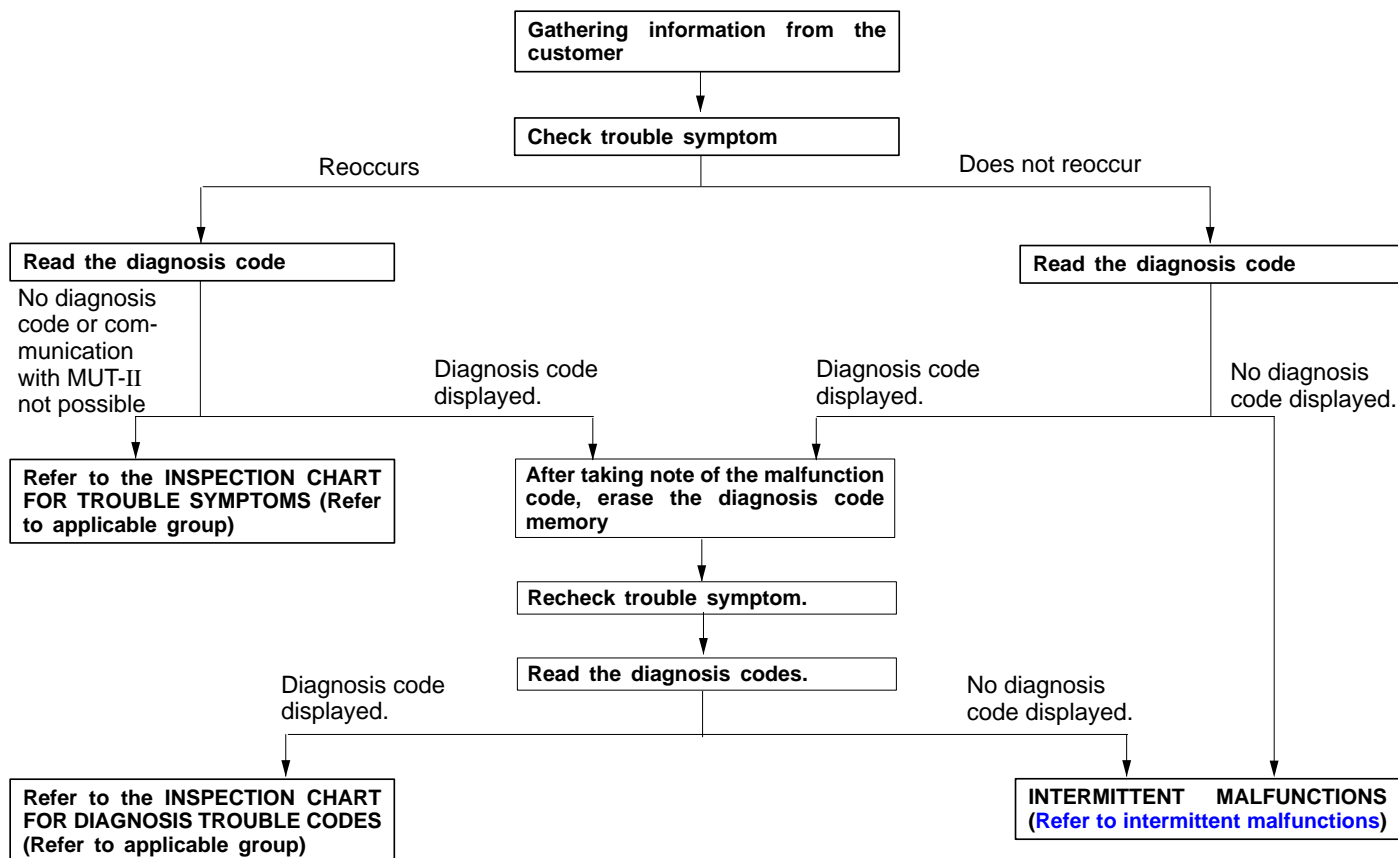 Gathering information from the
customer
Check trouble symptom
Reoccurs
Does not reoccur
Read the diagnosis code
Read the diagnosis code
No diagnosis
code or com-
munication
with MUT-II
not possible
Diagnosis code
displayed.
Diagnosis code
displayed.
No diagnosis
code displayed.
Refer to the INSPECTION CHART
FOR TROUBLE SYMPTOMS (Refer
to applicable group)
After taking note of the malfunction
code, erase the diagnosis code
memory
Recheck trouble symptom.
Read the diagnosis codes.
Diagnosis code
displayed.
No diagnosis
code displayed.
Refer to the INSPECTION CHART
FOR DIAGNOSIS TROUBLE CODES
(Refer to applicable group)
INTERMITTENT MALFUNCTIONS
(Refer to intermittent malfunctions)